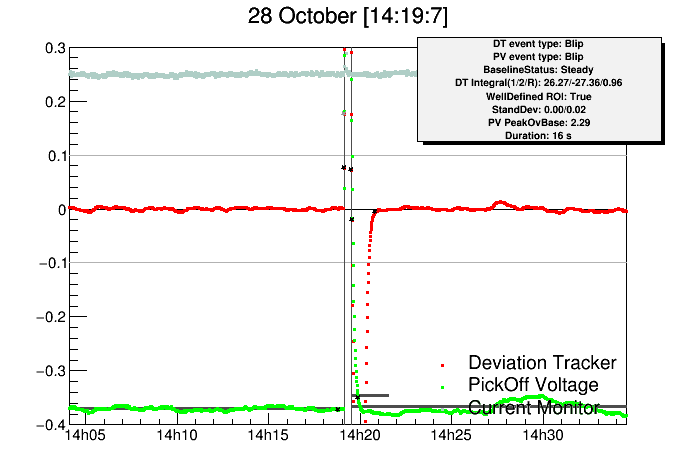 28 October [14:19:7]
DT event type: Blip
PV event type: Blip
BaselineStatus: Steady
DT Integral(1/2/R): 26.27/-27.36/0.96
WellDefined ROI: True
StandDev: 0.00/0.02
PV PeakOvBase: 2.29
Duration: 16 s
0.3
0.1
0
−0.1
−0.2
−0.3
−0.4
Deviation Tracker
PickOff Voltage
Current Monitor
14h05 14h10 14h15 14h20 14h25 14h30